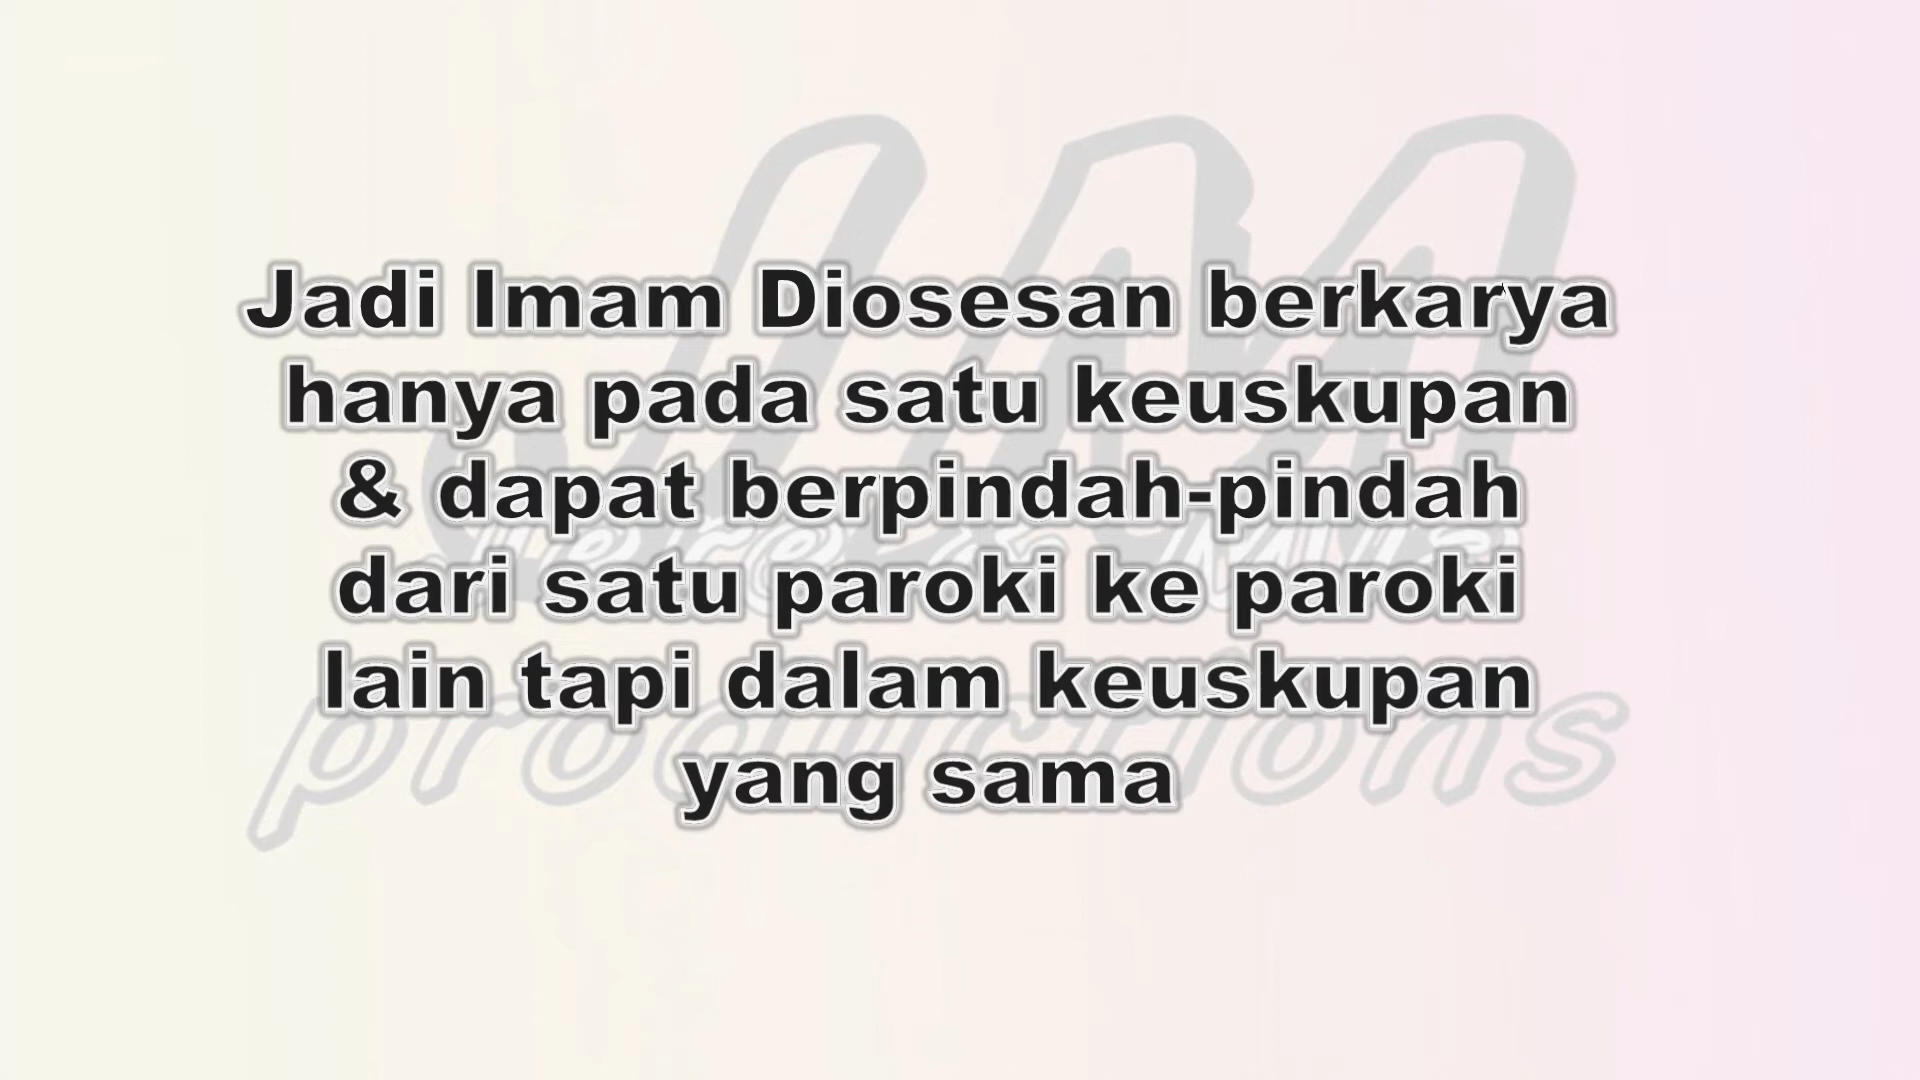 Jadi Imam Diosesan berkarya
hanya pada satu keuskupan
& dapat berpindah-pindah
dari satu paroki ke paroki
lain tapi dalam keuskupan
yang sama
productions